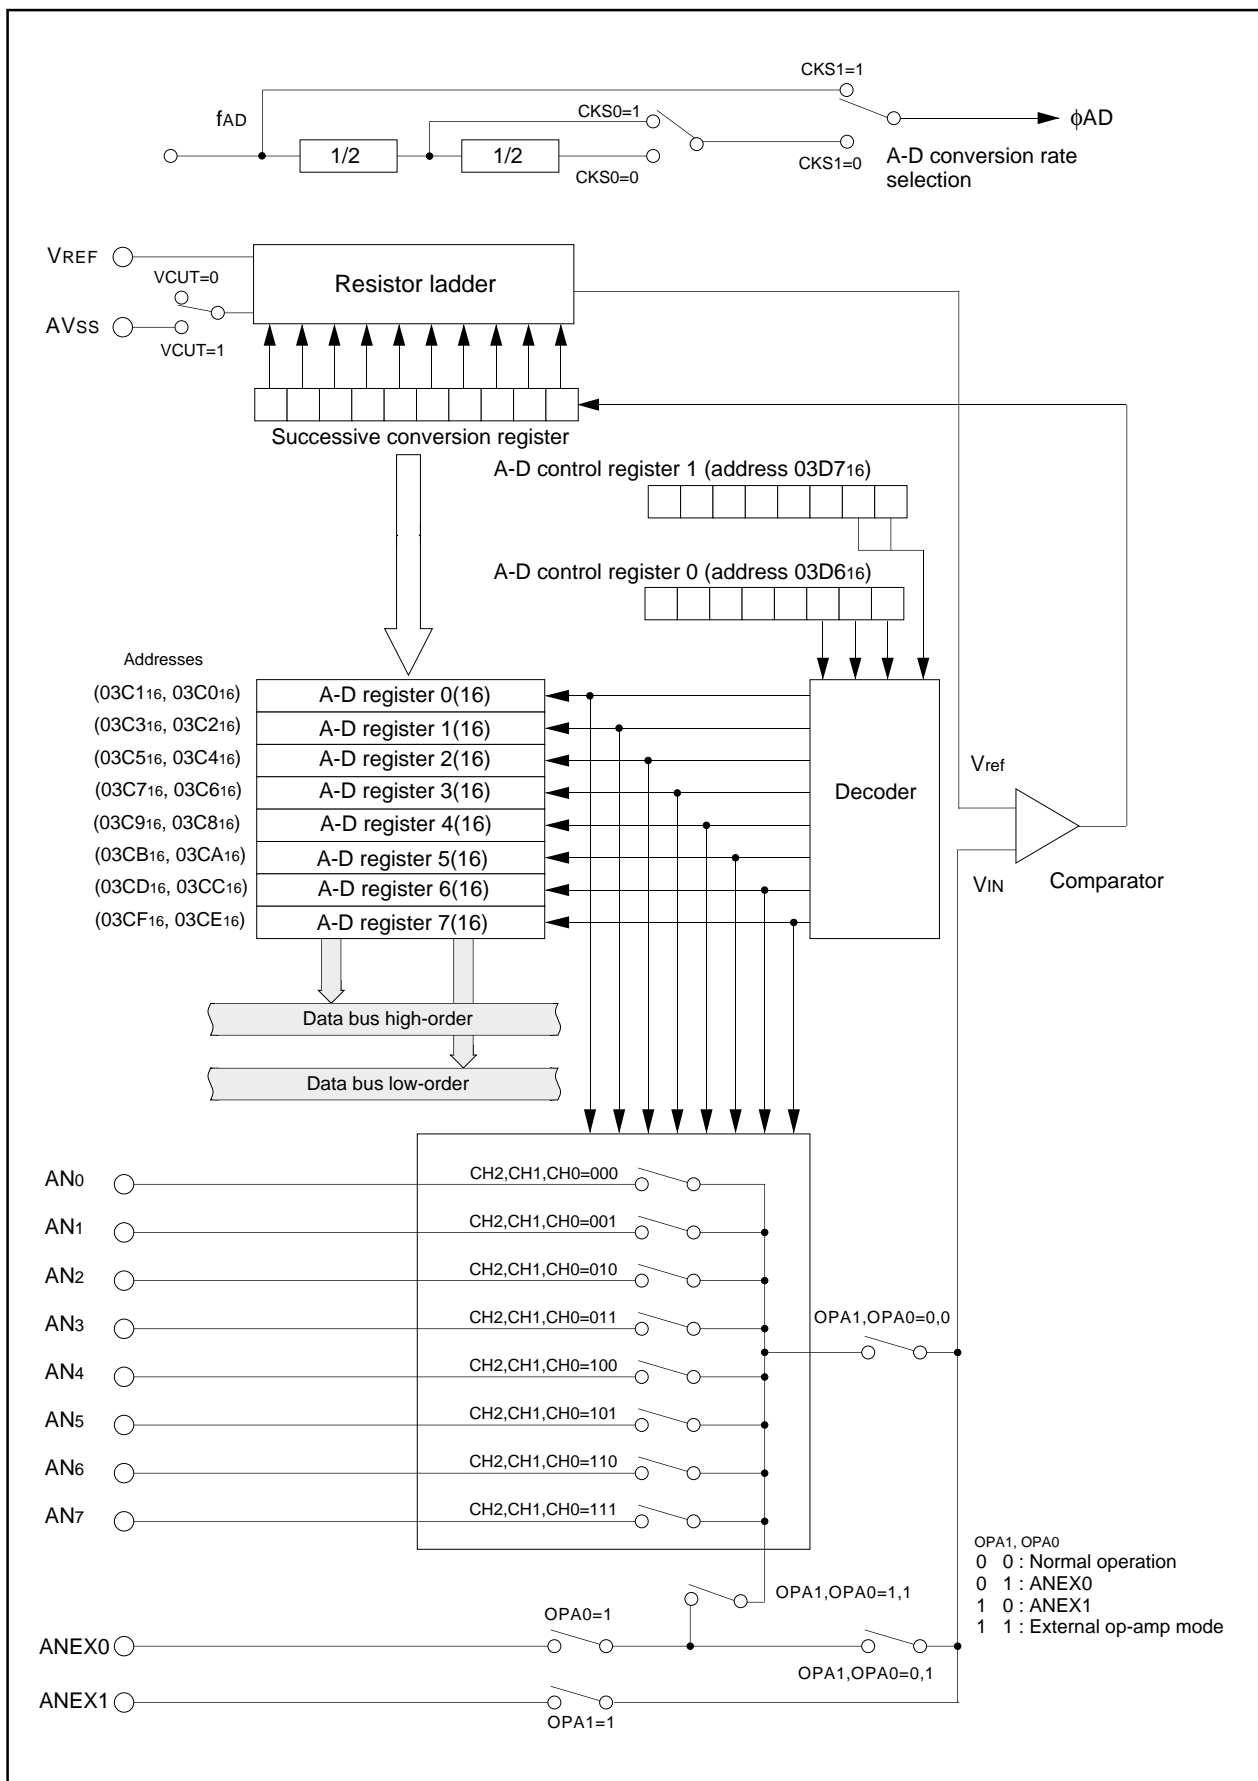 CKS1=1
fAD
CKS0=1
φAD
1/2
1/2
CKS0=0
CKS1=0
A-D conversion rate
selection
VREF
VCUT=0
Resistor ladder
AVSS
VCUT=1
Successive conversion register
A-D control register 1 (address 03D716)
A-D control register 0 (address 03D616)
Addresses
(03C116, 03C016)
A-D register 0(16)
(03C316, 03C216)
A-D register 1(16)
(03C516, 03C416)
A-D register 2(16)
(03C716, 03C616)
A-D register 3(16)
(03C916, 03C816)
A-D register 4(16)
(03CB16, 03CA16)
A-D register 5(16)
(03CD16, 03CC16)
A-D register 6(16)
(03CF16, 03CE16)
A-D register 7(16)
Decoder
Vref
VIN
Comparator
Data bus high-order
Data bus low-order
AN0
CH2,CH1,CH0=000
AN1
CH2,CH1,CH0=001
AN2
CH2,CH1,CH0=010
AN3
CH2,CH1,CH0=011
OPA1,OPA0=0,0
AN4
CH2,CH1,CH0=100
AN5
CH2,CH1,CH0=101
AN6
CH2,CH1,CH0=110
AN7
CH2,CH1,CH0=111
OPA1, OPA0
0 0 : Normal operation
0 1 : ANEX0
1 0 : ANEX1
1 1 : External op-amp mode
OPA1,OPA0=1,1
OPA0=1
ANEX0
OPA1,OPA0=0,1
ANEX1
OPA1=1